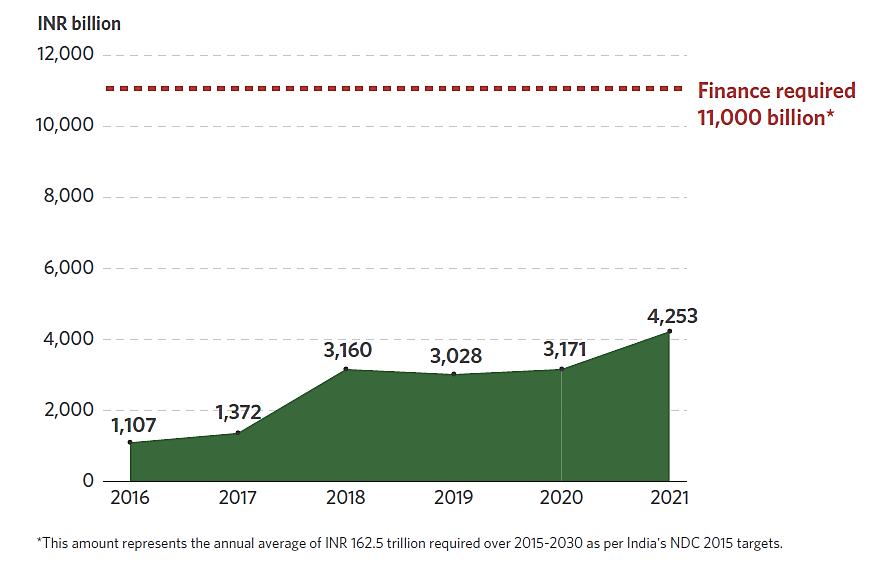 INR billion
12,000
Finance required
11,000 billion*
10,000
8,000
6,000
4,253
4,000
3,160
3,028
3,171
2,000
1,107
1,372
0
2016 2017 2018 2019 2020 2021
*This amount represents the annual average of INR 162.5 trillion required over 2015-2030 as per India's NDC 2015 targets.